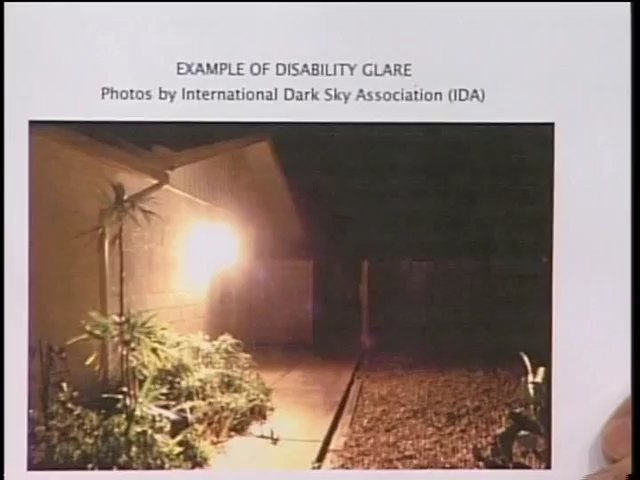 EXAMPLE OF DISABILITY GLARE
Photos by International Dark Sky Association (IDA)